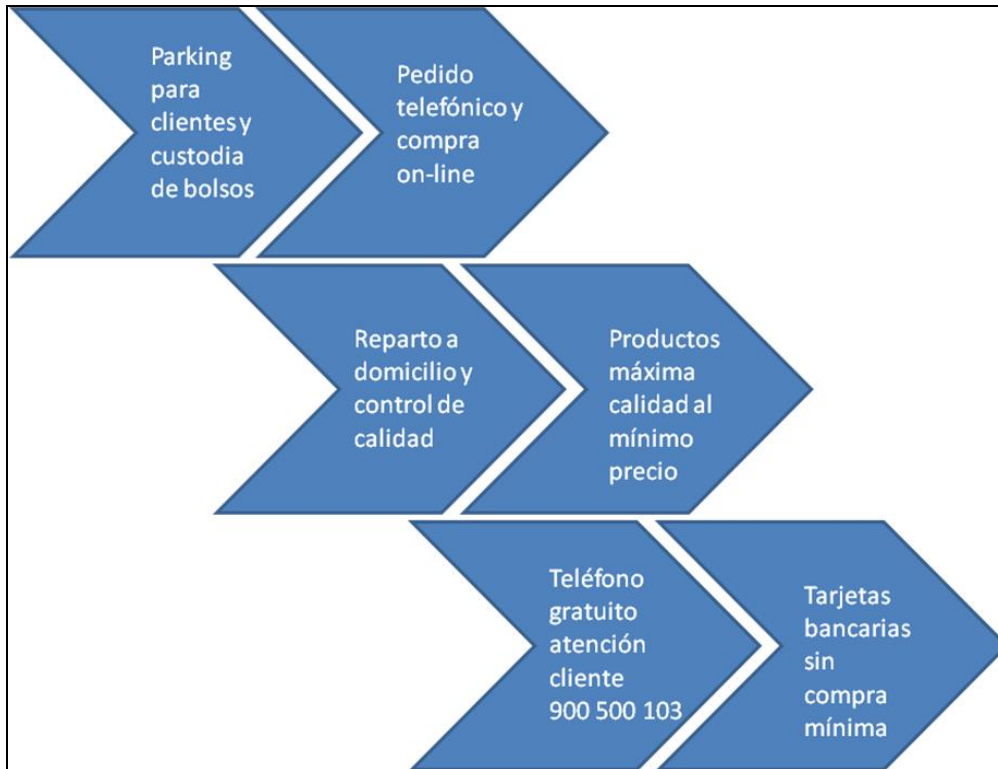 Parking
para
clientes y
custodia
de bolsos
Pedido
telefónico y
compra
on-line
Reparto a
domicilio y
control de
calidad
Productos
máxima
calidad al
mínimo
precio
Teléfono
gratuito
atención
cliente
900 500 103
Tarjetas
bancarias
sin
compra
mínima